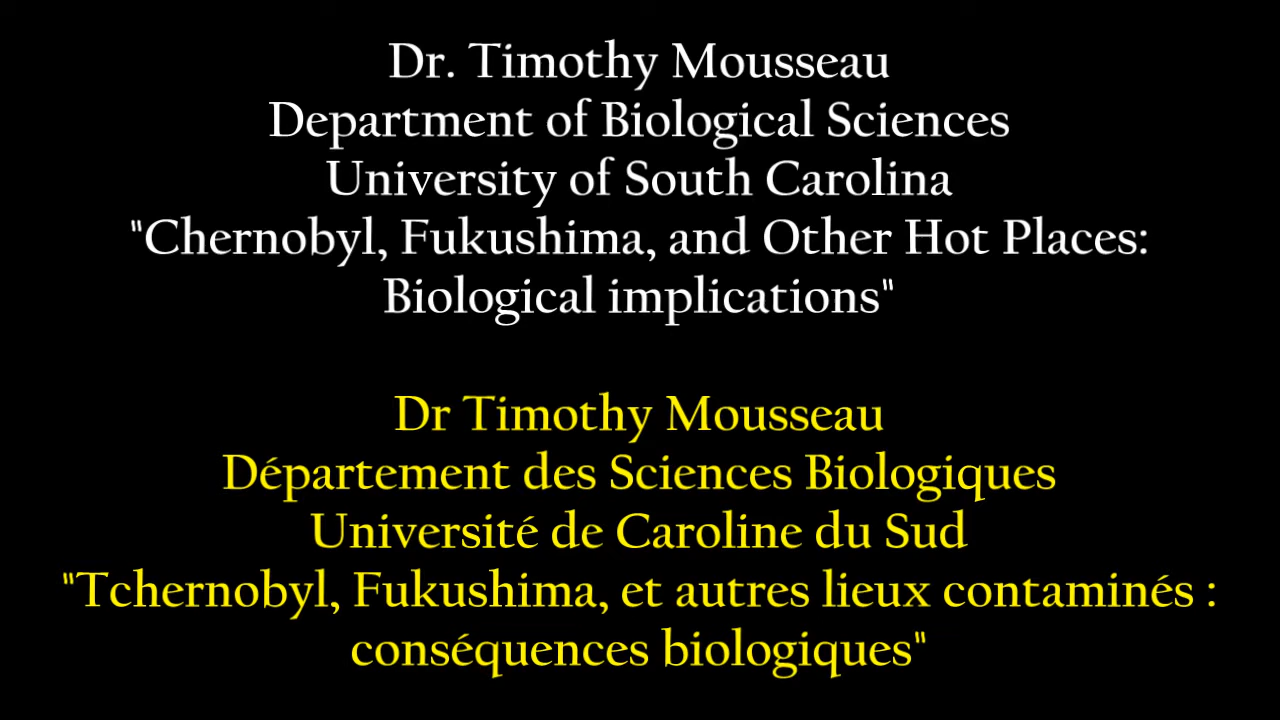 Dr. Timothy Mousseau
Department of Biological Sciences
University of South Carolina
"Chernobyl, Fukushima, and Other Hot Places:
Biological implications"
Dr Timothy Mousseau
Département des Sciences Biologiques
Université de Caroline du Sud
"Tchernobyl, Fukushima, et autres lieux contaminés :
conséquences biologiques"